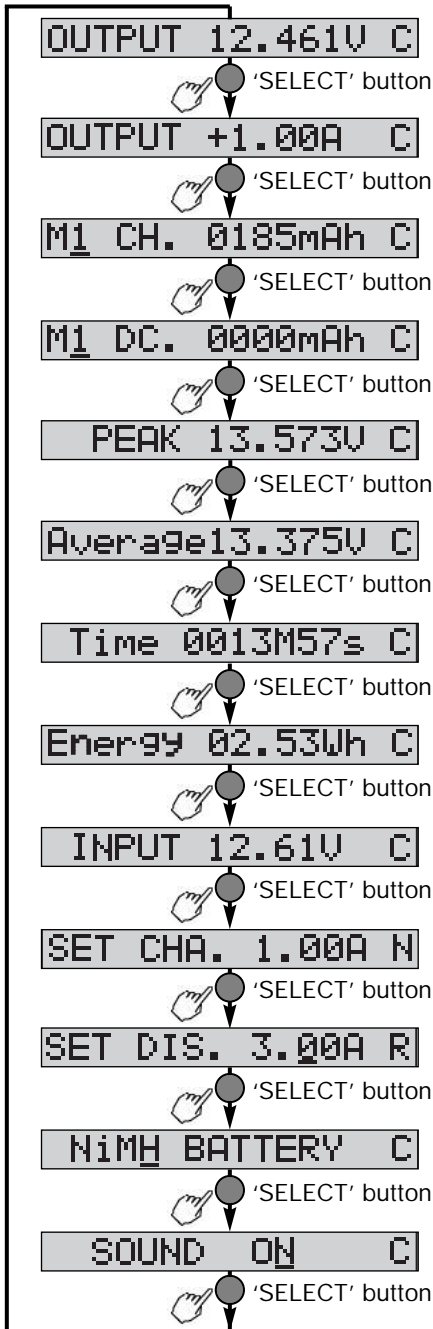 OUTPUT 12.461V C
'SELECT' button
OUTPUT +1.00A C
'SELECT' button
M1 CH. 0185mAh C
'SELECT' button
M1 DC. 0000mAh C
'SELECT' button
PEAK 13.573V C
'SELECT' button
Average13.375V C
'SELECT' button
Time 0013M57s C
'SELECT' button
Energy 02.53Wh C
'SELECT' button
INPUT 12.61V C
'SELECT' button
SET CHA. 1.00A N
'SELECT' button
SET DIS. 3.00A R
'SELECT' button
NiMH BATTERY C
'SELECT' button
SOUND ON C
'SELECT' button